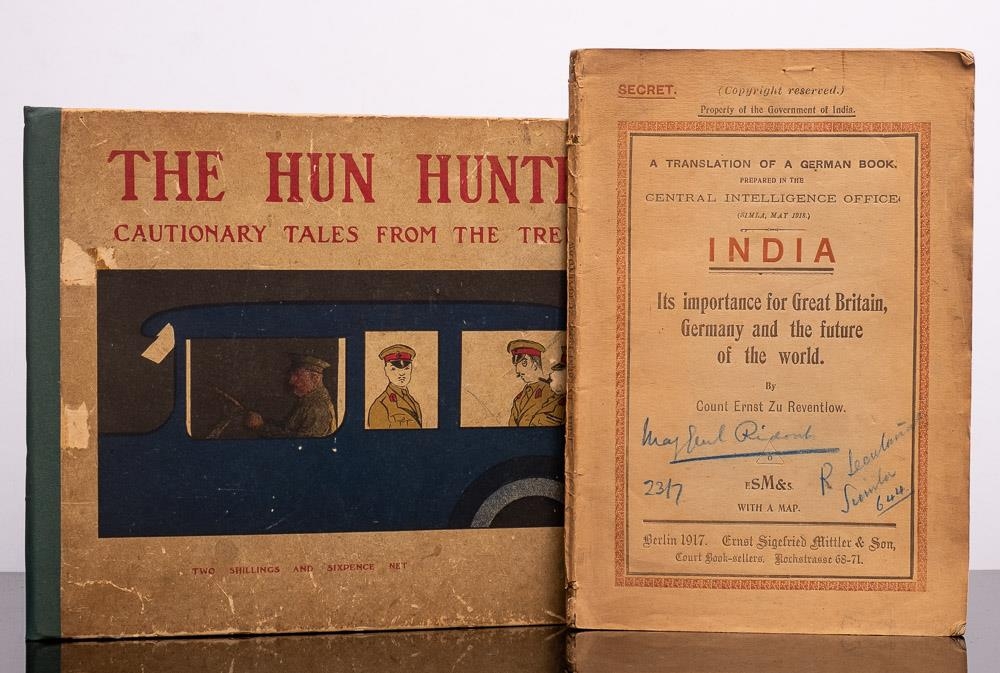 THE HUN HUNT
CAUTIONARY TALES FROM THE TRE
TWO SHILLINGS AND SIXPENCE NET
SECRET. (Copyright reserved.)
Property of the Government of India.
A TRANSLATION OF A GERMAN BOOK.
PREPARED IN THE
CENTRAL INTELLIGENCE OFFICE
(SIMLA, MAY 1918.)
INDIA
Its importance for Great Britain,
Germany and the future
of the world.
By
Count Ernst Zu Reventlow.
23/7
644
ESM&S.
WITH A MAP.
Berlin 1917. Ernst Siegfried Mittler & Son,
Court Book-sellers. Kochstrasse 68-71.